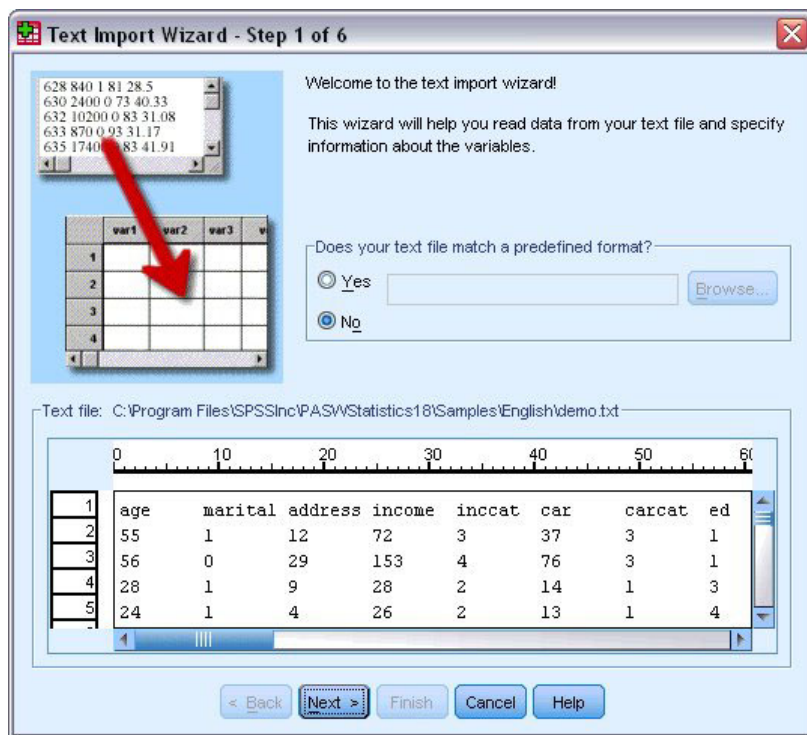 Text Import Wizard - Step 1 of 6
628 840 1 81 28.5
630 2400 0 73 40.33
632 10200 0 83 31.08
633 870 0 93 31.17
635 1740 83 41.91
var1 var2 var3 v
1
2
3
4
Welcome to the text import wizard!
This wizard will help you read data from your text file and specify
information about the variables.
Does your text file match a predefined format?
Yes
Browse...
No
Text file: C:\Program Files\SPSSInc\PASWStatistics18\Samples\English\demo.txt
0 10 20 30 40 50 60
1 age marital address income inccat car carcat ed
2 55 1 12 72 3 37 3 1
3 56 0 29 153 4 76 3 1
4 28 1 9 28 2 14 1 3
5 24 1 4 26 2 13 1 4
< Back Next > Finish Cancel Help